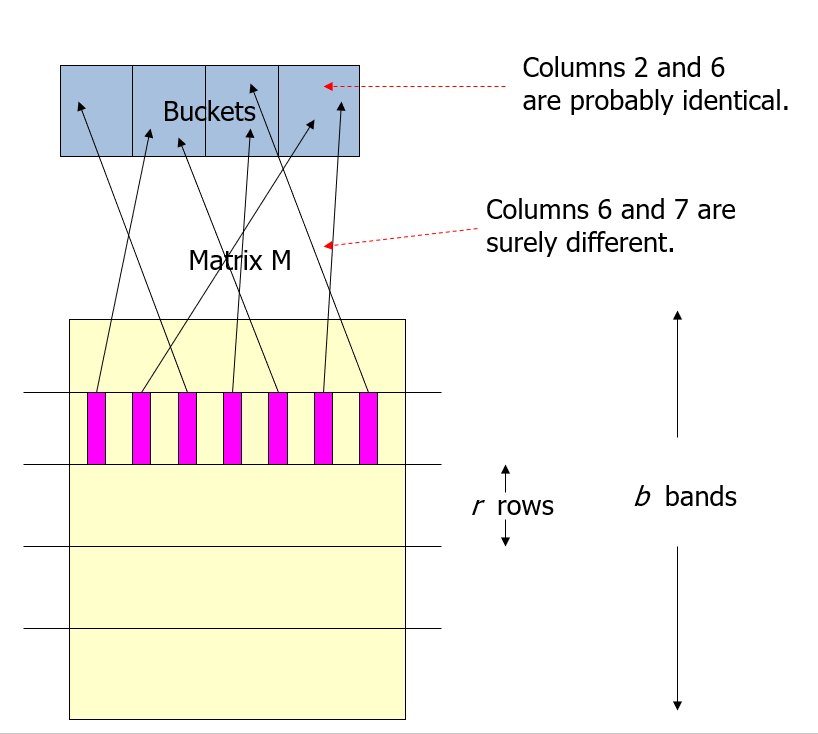 Columns 2 and 6
are probably identical.
Buckets
Columns 6 and 7 are
surely different.
Matrix M
r rows
b bands